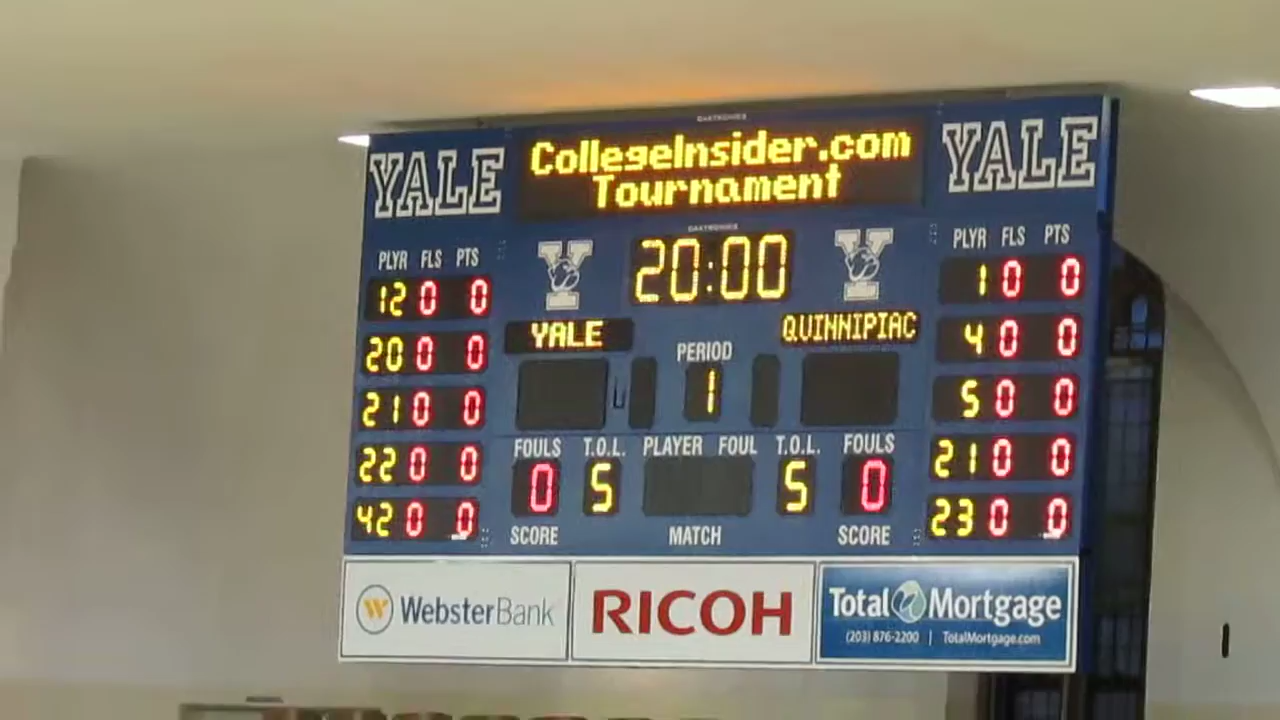 DAKTRONICS
YALE
CollegeInsider.com
Tournament
YALE
DAKTRONICS
PLYR FLS PTS
20:00
PLYR FLS PTS
12 0 0
Y
Y
1 0 0
YALE
QUINNIPIAC
20 0 0
PERIOD
4 0 0
21 0 0
1
5 0 0
FOULS T.O.L. PLAYER FOUL T.O.L. FOULS
22 0 0
0 5 5 0
21 0 0
42 0 0
SCORE MATCH SCORE
23 0 0
W WebsterBank
RICOH
Total Mortgage
(203) 876-2200 | TotalMortgage.com